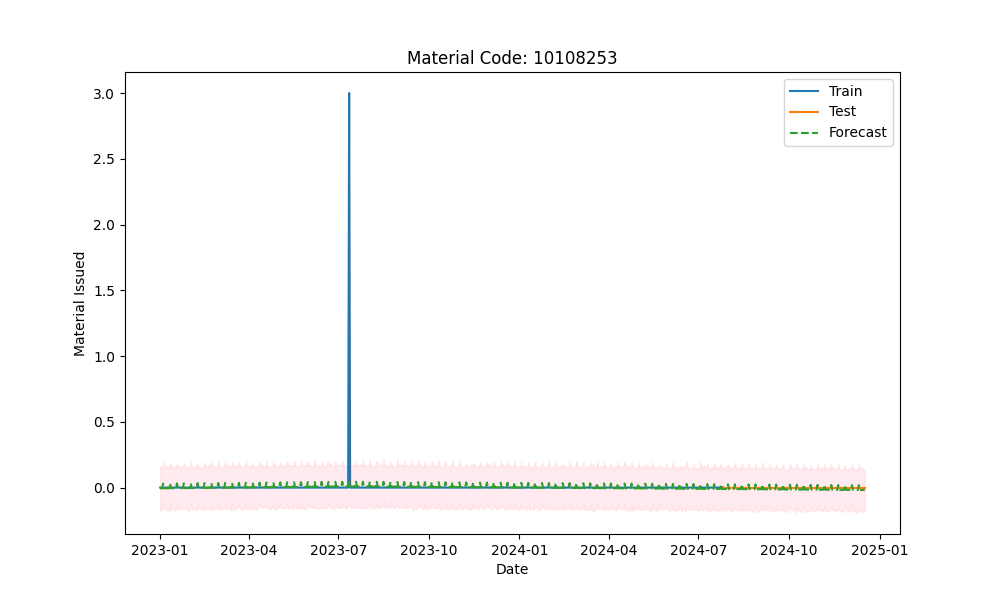 Material Code: 10108253
Train
Test
Forecast
3.0
2.5
2.0
1.5
1.0
0.5
0.0
Material Issued
2023-01 2023-04 2023-07 2023-10 2024-01 2024-04 2024-07 2024-10 2025-01
Date